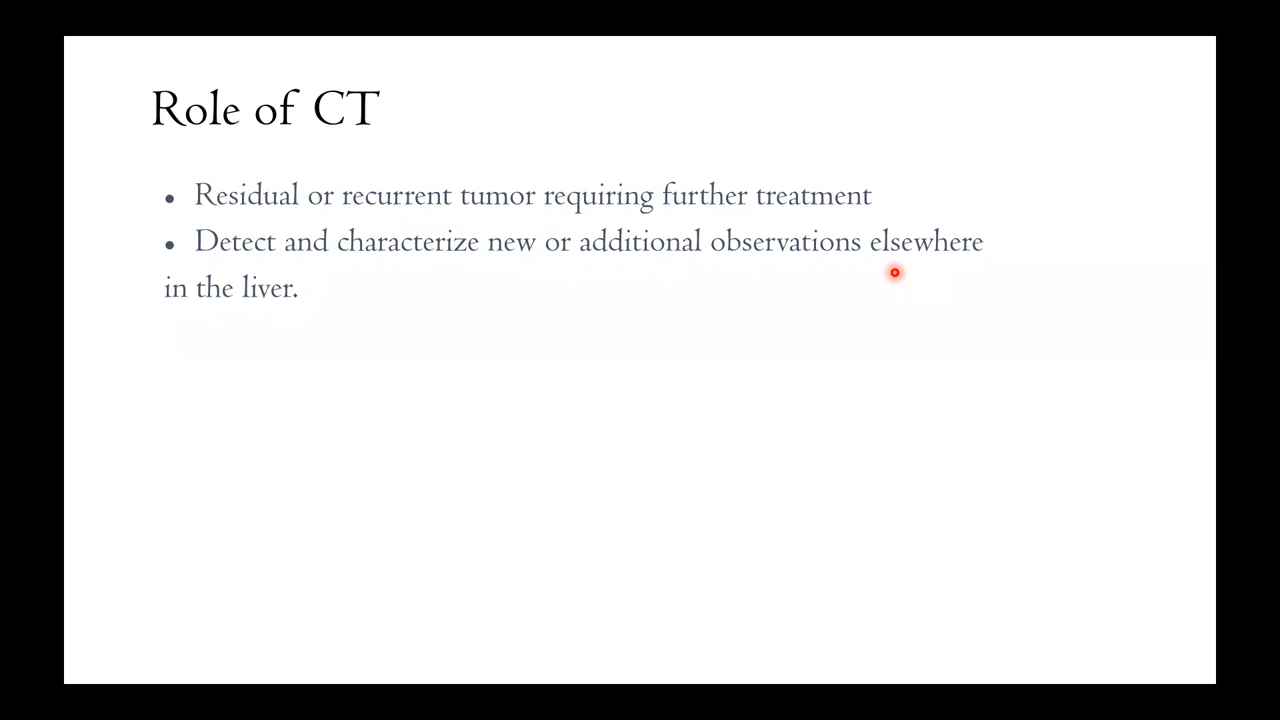 Role of CT
• Residual or recurrent tumor requiring further treatment
• Detect and characterize new or additional observations elsewhere
in the liver.